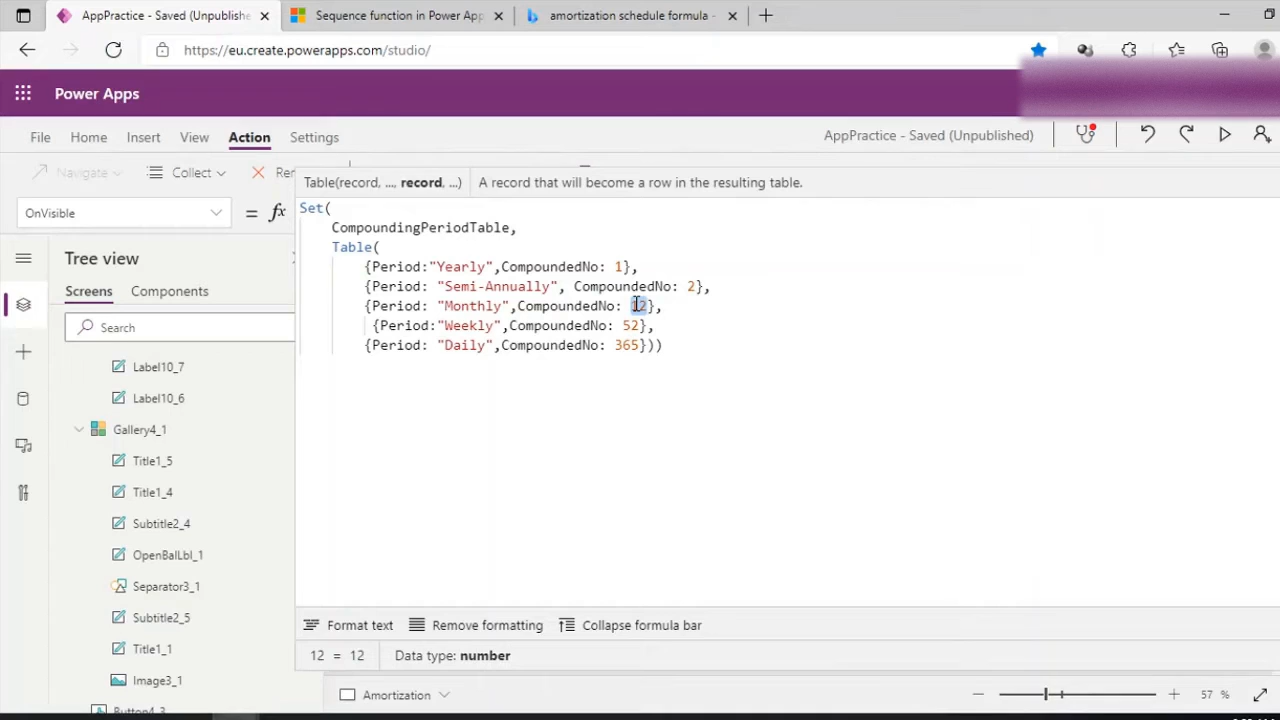 AppPractice - Saved (Unpublishe
Sequence function in Power App
amortization schedule formula -
https://eu.create.powerapps.com/studio/
Power Apps
File Home Insert View Action Settings
AppPractice - Saved (Unpublished)
Navigate Collect Re
Table(record, ..., record, ...) A record that will become a row in the resulting table.
OnVisible = fx
Set(
CompoundingPeriodTable,
Table(
{Period:"Yearly",CompoundedNo: 1},
{Period: "Semi-Annually", CompoundedNo: 2},
{Period: "Monthly",CompoundedNo: 12},
{Period:"Weekly",CompoundedNo: 52},
{Period: "Daily",CompoundedNo: 365}))
Tree view
Screens Components
Search
Label10_7
Label10_6
Gallery4_1
Title1_5
Title1_4
Subtitle2_4
OpenBalLbl_1
Separator3_1
Subtitle2_5
Title1_1
Image3_1
Button4_3
Format text Remove formatting Collapse formula bar
12 = 12 Data type: number
Amortization 57 %